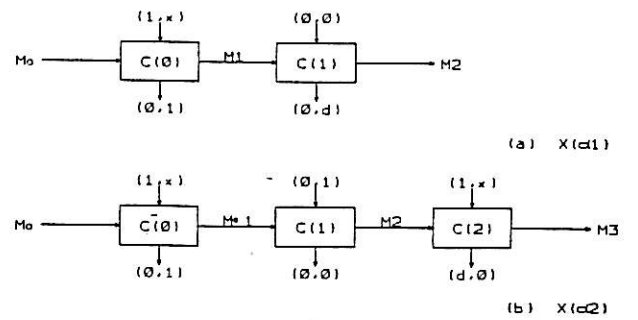 (1,x) (0,0)
Mo C(0) M1 C(1) M2
(0,1) (0,d)
(a) X(d1)
(1,x) (0,1) (1,x)
Mo C(0) M 1 C(1) M2 C(2) M3
(0,1) (0,0) (d,0)
(b) X(d2)